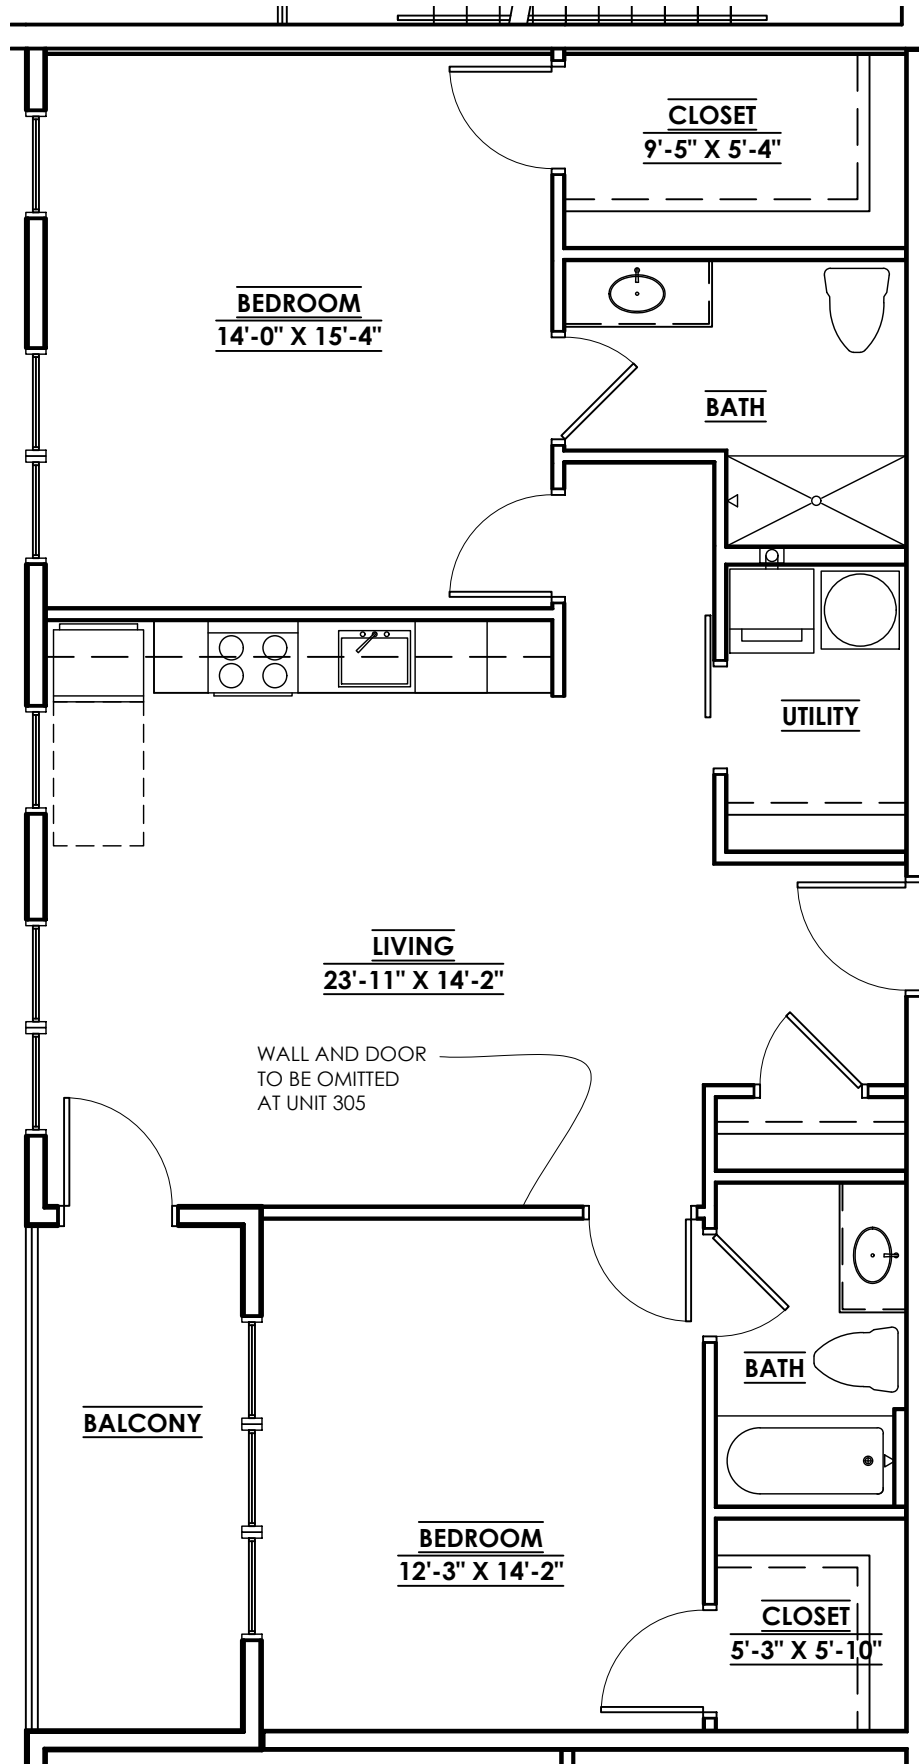 CLOSET
9'-5" X 5'-4"
BEDROOM
14'-0" X 15'-4"
BATH
UTILITY
LIVING
23'-11" X 14'-2"
WALL AND DOOR
TO BE OMITTED
AT UNIT 305
BATH
BALCONY
BEDROOM
12'-3" X 14'-2"
CLOSET
5'-3" X 5'-10"